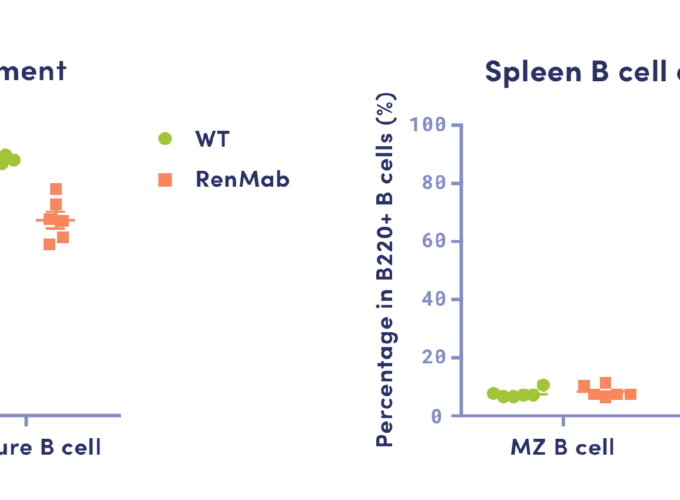 ment
WT
RenMab
ure B cell
Spleen B cell
Percentage in B220+ B cells (%)
100
80
60
40
20
0
MZ B cell